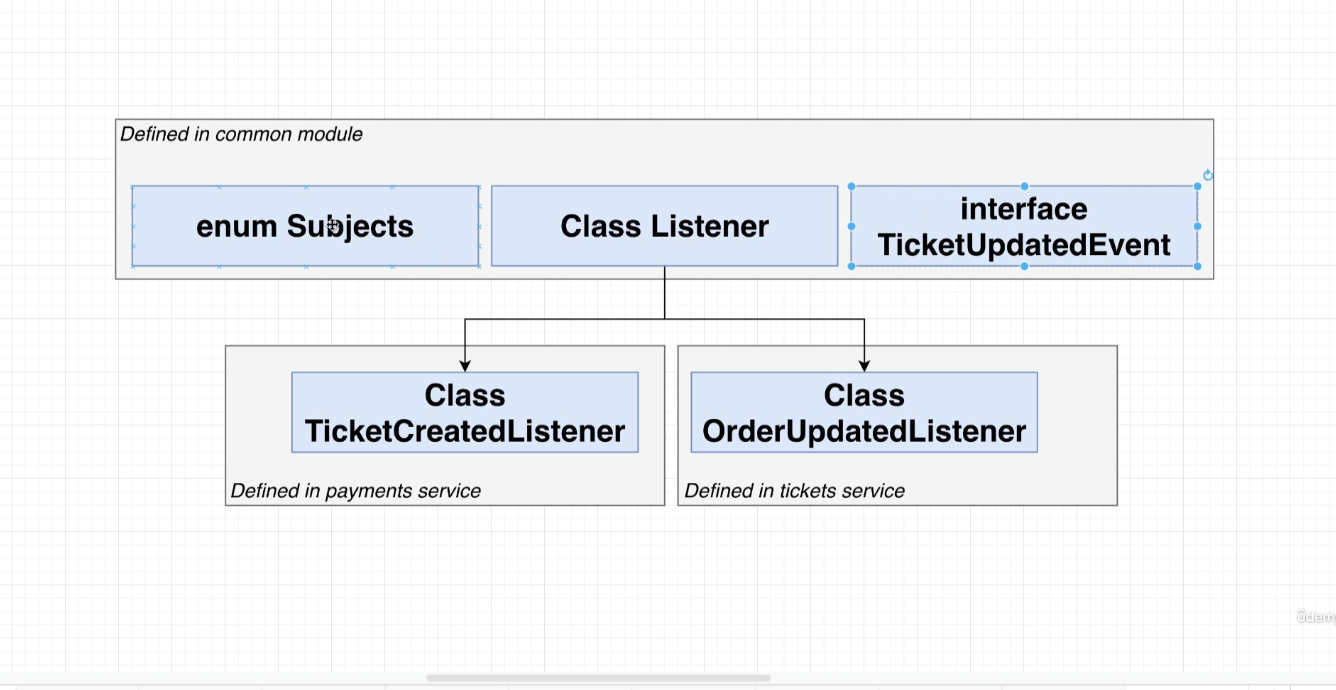 Defined in common module
enum Subjects
Class Listener
interface
TicketUpdatedEvent
Class
TicketCreatedListener
Defined in payments service
Class
OrderUpdatedListener
Defined in tickets service